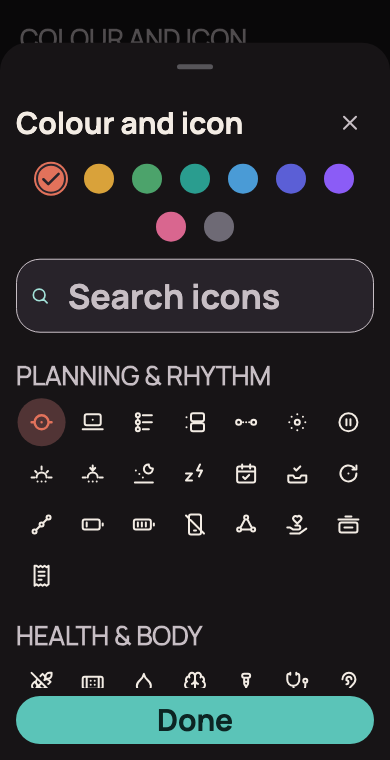 COLOUR AND ICON
Colour and icon
Search icons
PLANNING & RHYTHM
HEALTH & BODY
Done